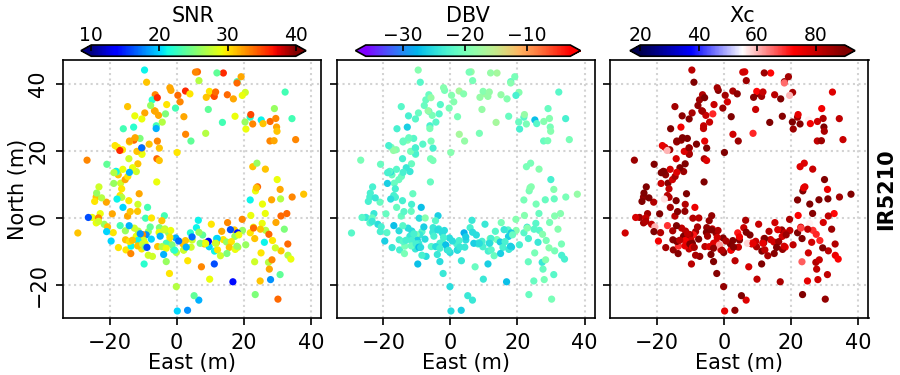 SNR DBV Xc
10 20 30 40 −30 −20 −10 20 40 60 80
40
20
0
−20
North (m)
−20 0 20 40 −20 0 20 40 −20 0 20 40
East (m) East (m) East (m)
IR5210